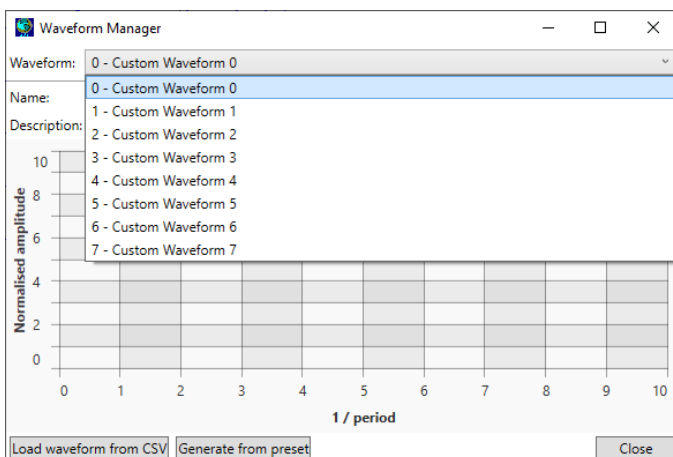 Waveform Manager
Waveform: 0 - Custom Waveform 0
0 - Custom Waveform 0
Name:
1 - Custom Waveform 1
Description:
2 - Custom Waveform 2
3 - Custom Waveform 3
4 - Custom Waveform 4
5 - Custom Waveform 5
6 - Custom Waveform 6
7 - Custom Waveform 7
Normalised amplitude
10
8
6
4
2
0
0 1 2 3 4 5 6 7 8 9 10
1 / period
Load waveform from CSV Generate from preset Close